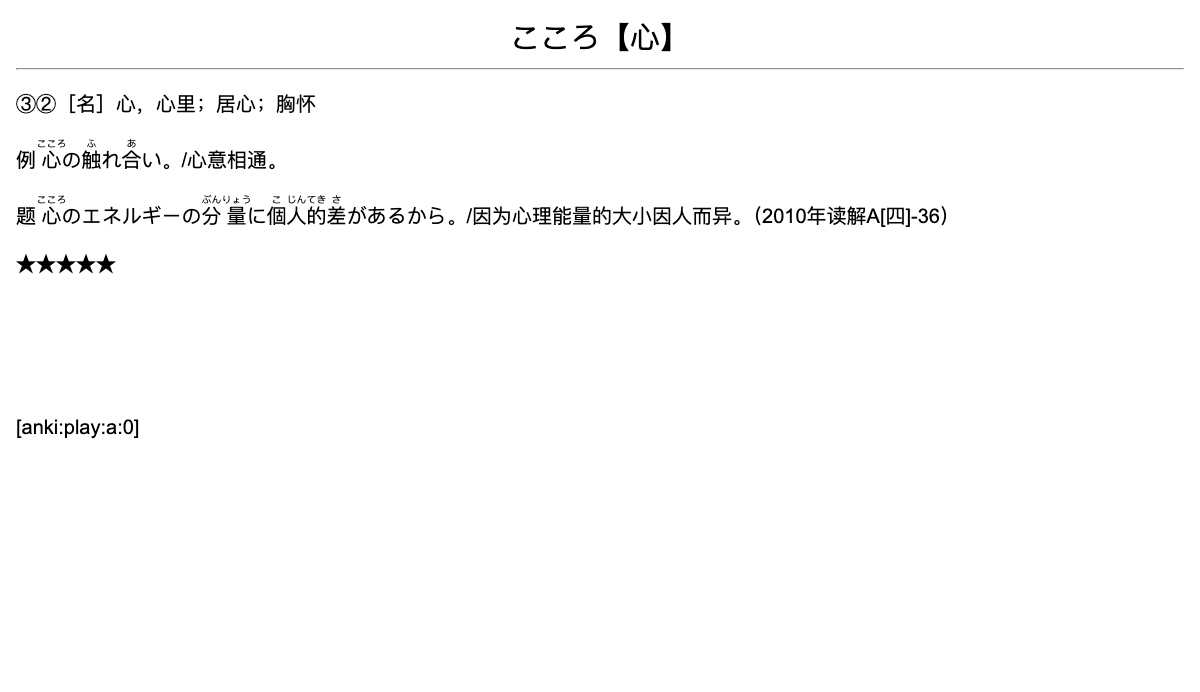 こころ【心】
③②［名］心，心里；居心；胸怀
こころ ふ あ
例 心の触れ合い。/心意相通。
こころ ぶんりょう こ じんてき さ
题 心のエネルギーの分量に個人的差があるから。/因为心理能量的大小因人而异。（2010年读解A[四]-36）
★★★★★
[anki:play:a:0]